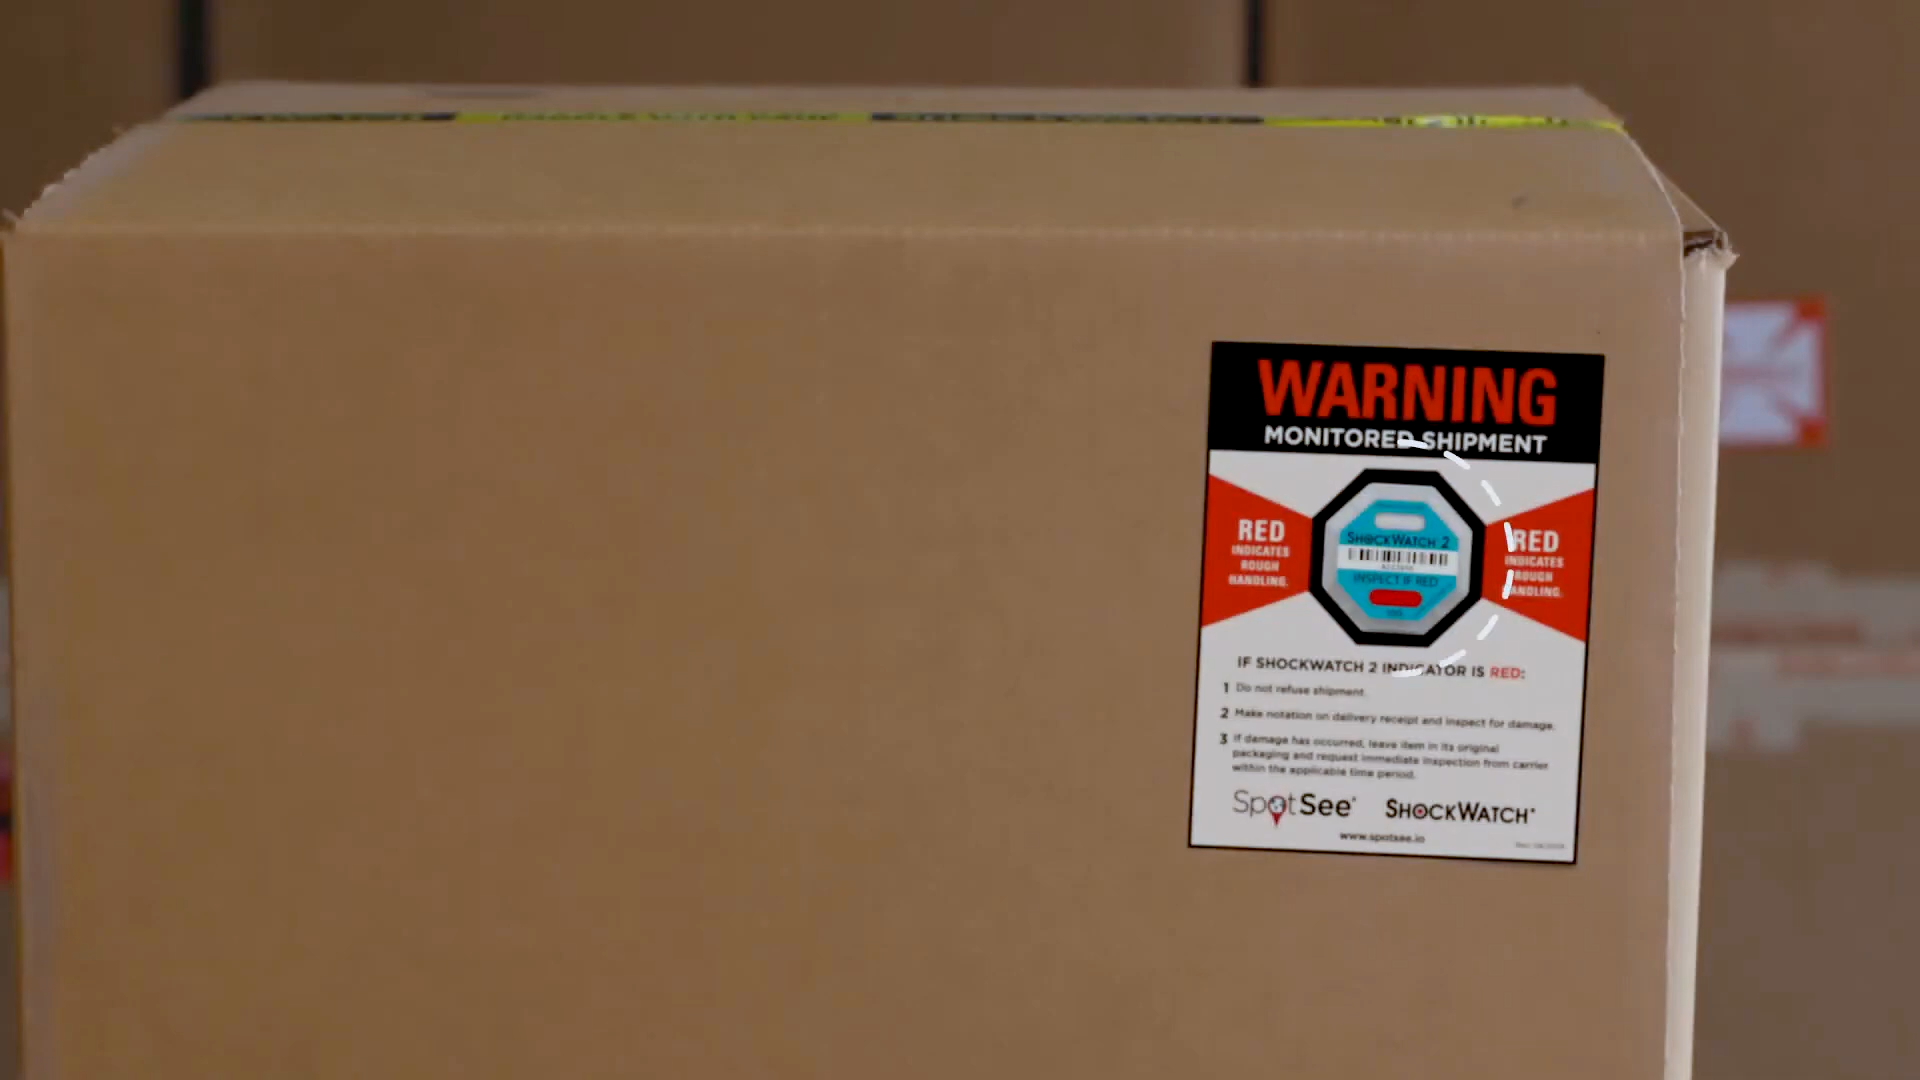 WARNING
MONITORED SHIPMENT
RED
INDICATES
ROUGH
HANDLING.
SHOCKWATCH 2
INSPECT IF RED
RED
INDICATES
ROUGH
HANDLING.
IF SHOCKWATCH 2 INDICATOR IS RED:
1 Do not refuse shipment.
2 Make notation on delivery receipt and inspect for damage.
3 If damage has occurred, leave item in its original
packaging and request immediate inspection from carrier
within the applicable time period.
SpotSee®
SHOCKWATCH®
www.spotsee.io